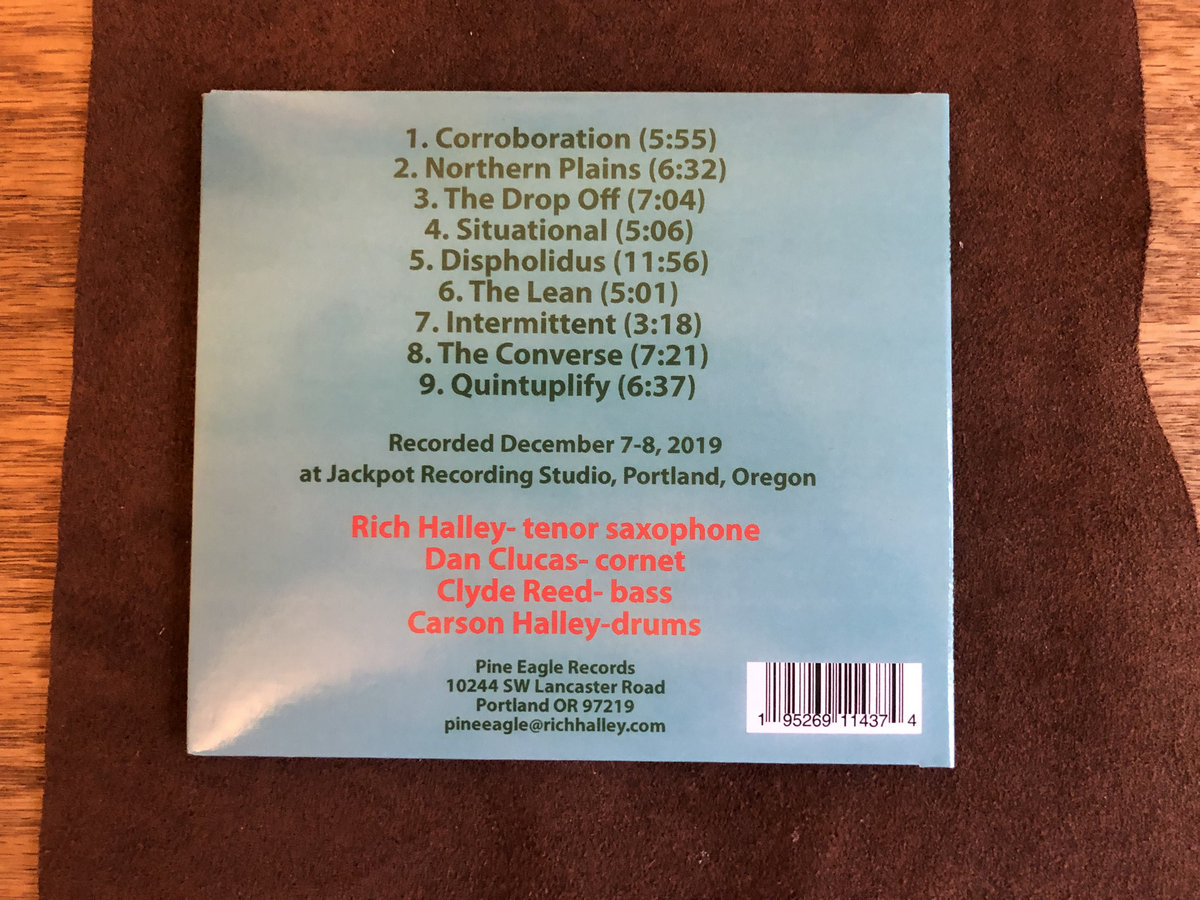 1. Corroboration (5:55)
2. Northern Plains (6:32)
3. The Drop Off (7:04)
4. Situational (5:06)
5. Dispholidus (11:56)
6. The Lean (5:01)
7. Intermittent (3:18)
8. The Converse (7:21)
9. Quintuplify (6:37)
Recorded December 7-8, 2019
at Jackpot Recording Studio, Portland, Oregon
Rich Halley- tenor saxophone
Dan Clucas- cornet
Clyde Reed- bass
Carson Halley-drums
Pine Eagle Records
10244 SW Lancaster Road
Portland OR 97219
pineeagle@richhalley.com
1 95269 11437 4